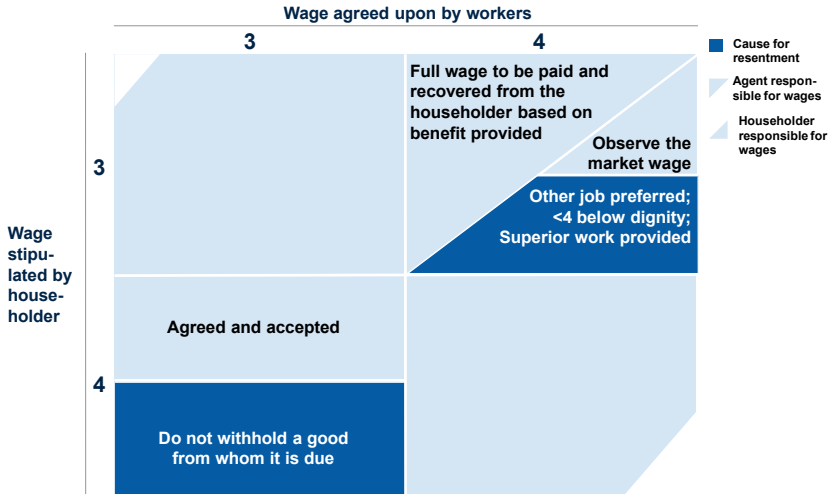 Wage agreed upon by workers
3
4
Wage
stipu-
lated by
house-
holder
3
4
Full wage to be paid and
recovered from the
householder based on
benefit provided
Observe the
market wage
Other job preferred;
<4 below dignity;
Superior work provided
Agreed and accepted
Do not withhold a good
from whom it is due
Cause for
resentment
Agent respon-
sible for wages
Householder
responsible for
wages